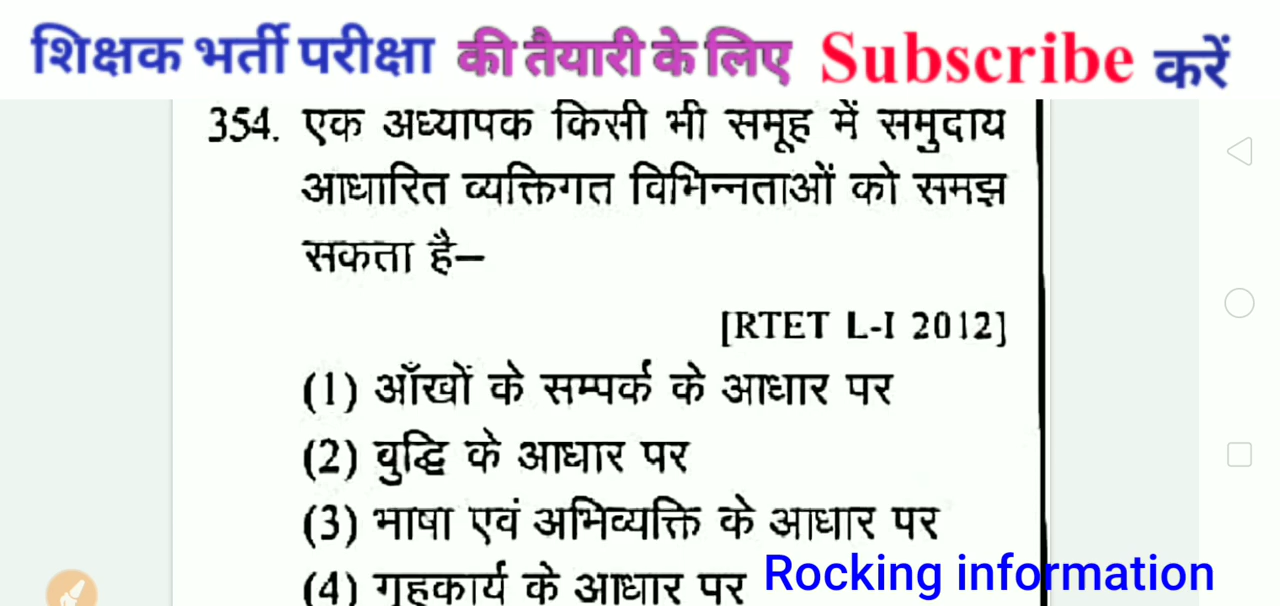 शिक्षक भर्ती परीक्षा की तैयारी के लिए Subscribe करें
354. एक अध्यापक किसी भी समूह में समुदाय
आधारित व्यक्तिगत विभिन्नताओं को समझ
सकता है–
[RTET L-I 2012]
(1) आँखों के सम्पर्क के आधार पर
(2) बुद्धि के आधार पर
(3) भाषा एवं अभिव्यक्ति के आधार पर
(4) गृहकार्य के आधार पर
Rocking information